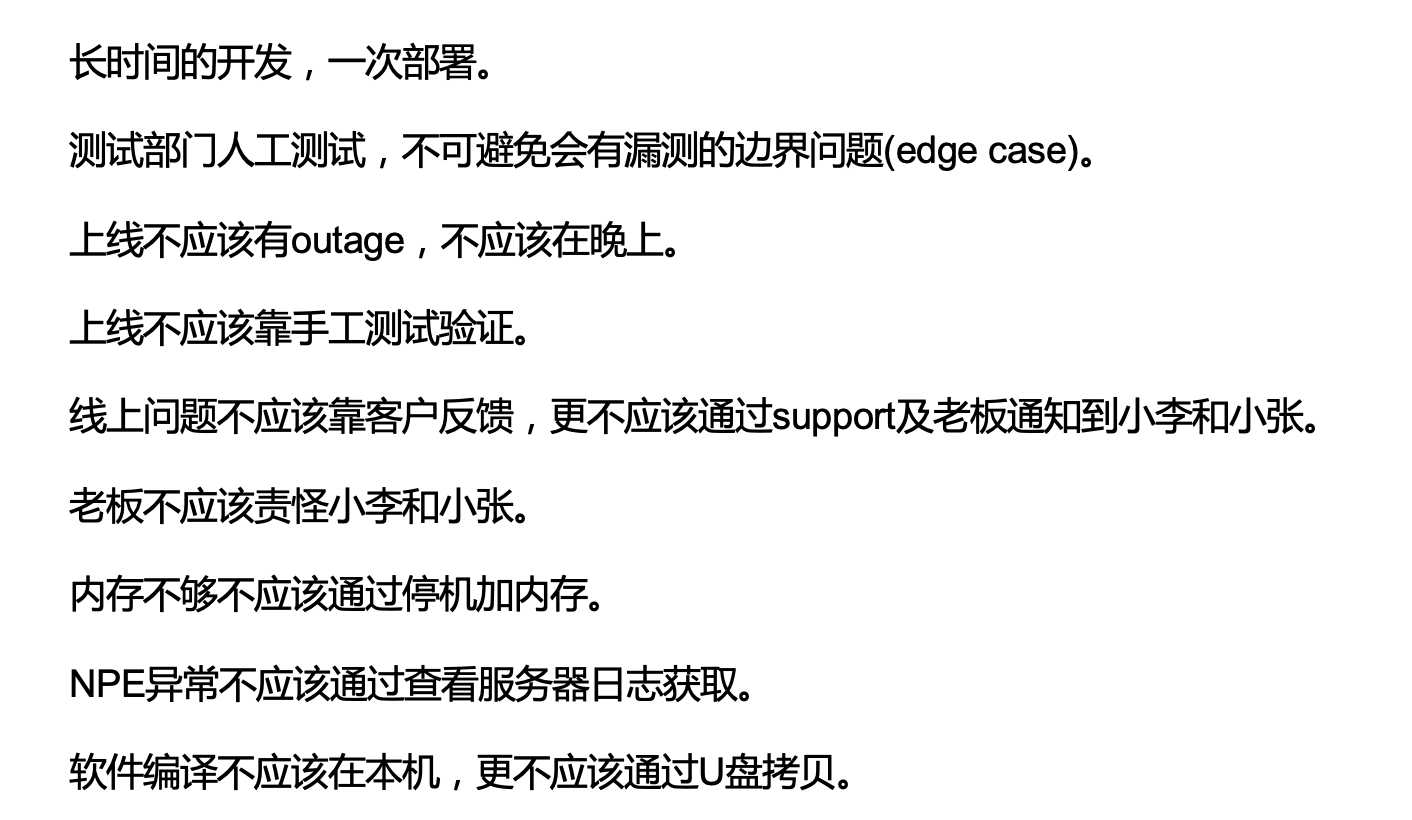 长时间的开发，一次部署。
测试部门人工测试，不可避免会有漏测的边界问题(edge case)。
上线不应该有outage，不应该在晚上。
上线不应该靠手工测试验证。
线上问题不应该靠客户反馈，更不应该通过support及老板通知到小李和小张。
老板不应该责怪小李和小张。
内存不够不应该通过停机加内存。
NPE异常不应该通过查看服务器日志获取。
软件编译不应该在本机，更不应该通过U盘拷贝。